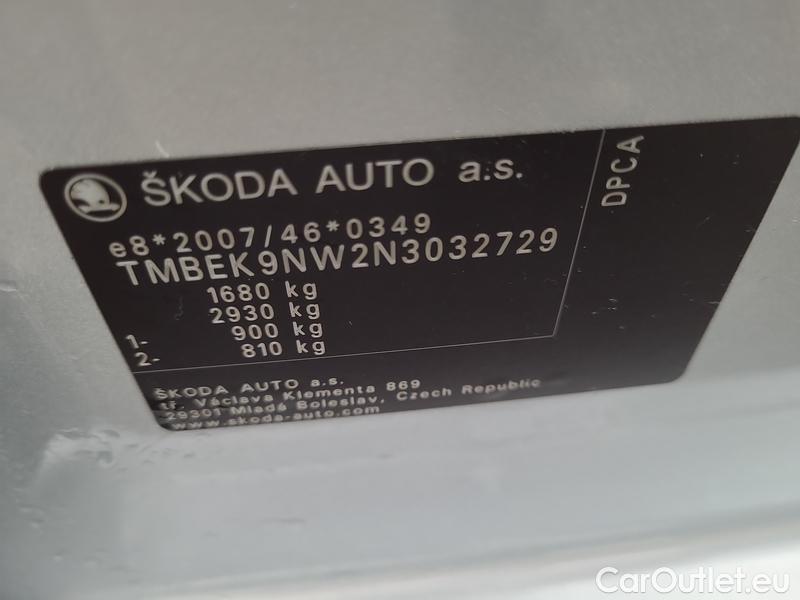 ŠKODA AUTO a.s.
DPCA
e8*2007/46*0349
TMBEK9NW2N3032729
1680 kg
2930 kg
1- 900 kg
2- 810 kg
ŠKODA AUTO a.s.
tř. Václava Klementa 869
29301 Mladá Boleslav, Czech Republic
www.skoda-auto.com
CarOutlet.eu